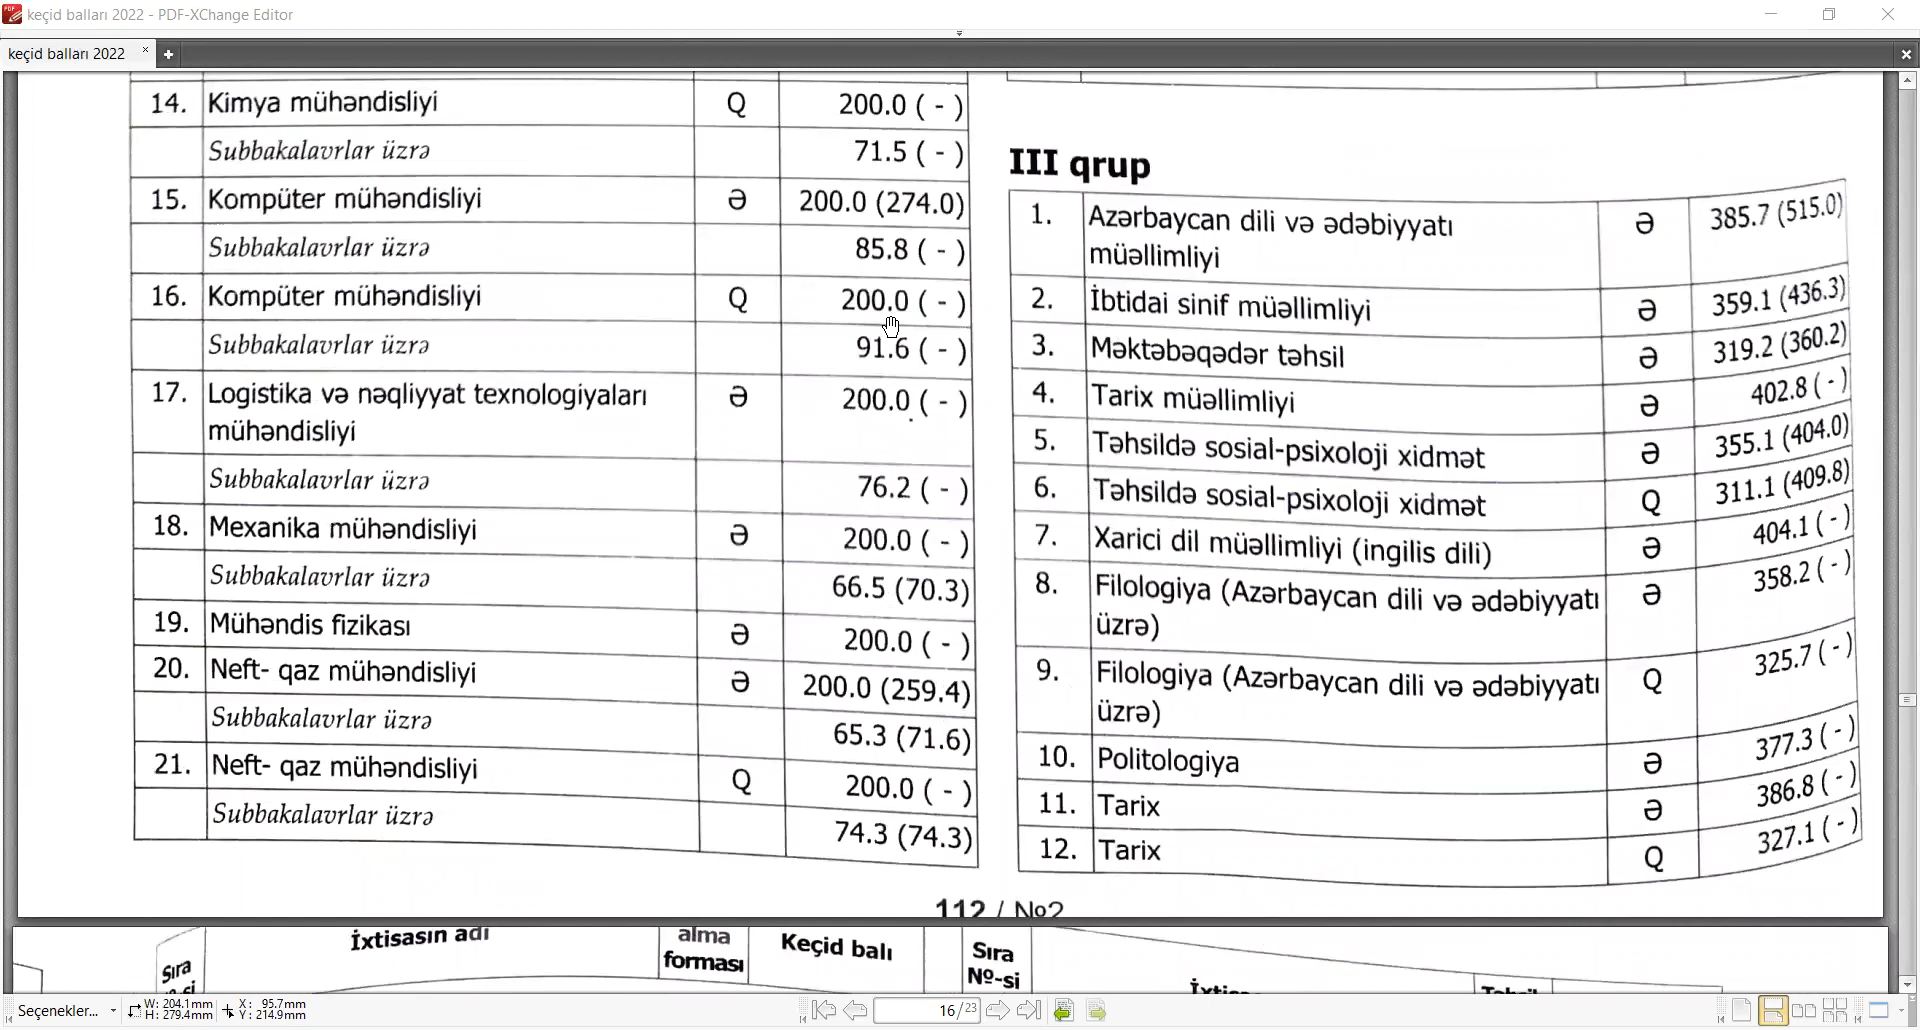 keçid balları 2022 - PDF-XChange Editor
keçid balları 2022
14. Kimya mühəndisliyi Q 200.0 ( - )
Subbakalavrlar üzrə 71.5 ( - )
15. Kompüter mühəndisliyi Ə 200.0 (274.0)
Subbakalavrlar üzrə 85.8 ( - )
16. Kompüter mühəndisliyi Q 200.0 ( - )
Subbakalavrlar üzrə 91.6 ( - )
17. Logistika və nəqliyyat texnologiyaları Ə 200.0 ( - )
mühəndisliyi
Subbakalavrlar üzrə 76.2 ( - )
18. Mexanika mühəndisliyi Ə 200.0 ( - )
Subbakalavrlar üzrə 66.5 (70.3)
19. Mühəndis fizikası Ə 200.0 ( - )
20. Neft- qaz mühəndisliyi Ə 200.0 (259.4)
Subbakalavrlar üzrə 65.3 (71.6)
21. Neft- qaz mühəndisliyi Q 200.0 ( - )
Subbakalavrlar üzrə 74.3 (74.3)
III qrup
1. Azərbaycan dili və ədəbiyyatı Ə 385.7 (515.0)
müəllimliyi
2. İbtidai sinif müəllimliyi Ə 359.1 (436.3)
3. Məktəbəqədər təhsil Ə 319.2 (360.2)
4. Tarix müəllimliyi Ə 402.8 ( - )
5. Təhsildə sosial-psixoloji xidmət Ə 355.1 (404.0)
6. Təhsildə sosial-psixoloji xidmət Q 311.1 (409.8)
7. Xarici dil müəllimliyi (ingilis dili) Ə 404.1 ( - )
8. Filologiya (Azərbaycan dili və ədəbiyyatı Ə 358.2 ( - )
üzrə)
9. Filologiya (Azərbaycan dili və ədəbiyyatı Q 325.7 ( - )
üzrə)
10. Politologiya Ə 377.3 ( - )
11. Tarix Ə 386.8 ( - )
12. Tarix Q 327.1 ( - )
112 / №2
Sıra
İxtisasın adı
alma
forması
Keçid balı
Sıra
Nº-si
Seçenekler...
W: 204.1mm
H: 279.4mm
X: 95.7mm
Y: 214.9mm
16 /23